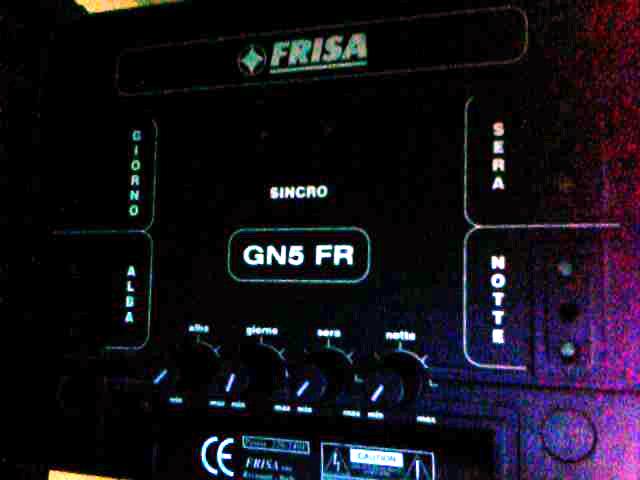 FRISA
GIORNO
SERA
SINCRO
GN5 FR
ALBA
NOTTE
alba giorno sera notte
min max min max min max min max
CE
CAUTION
FRISA